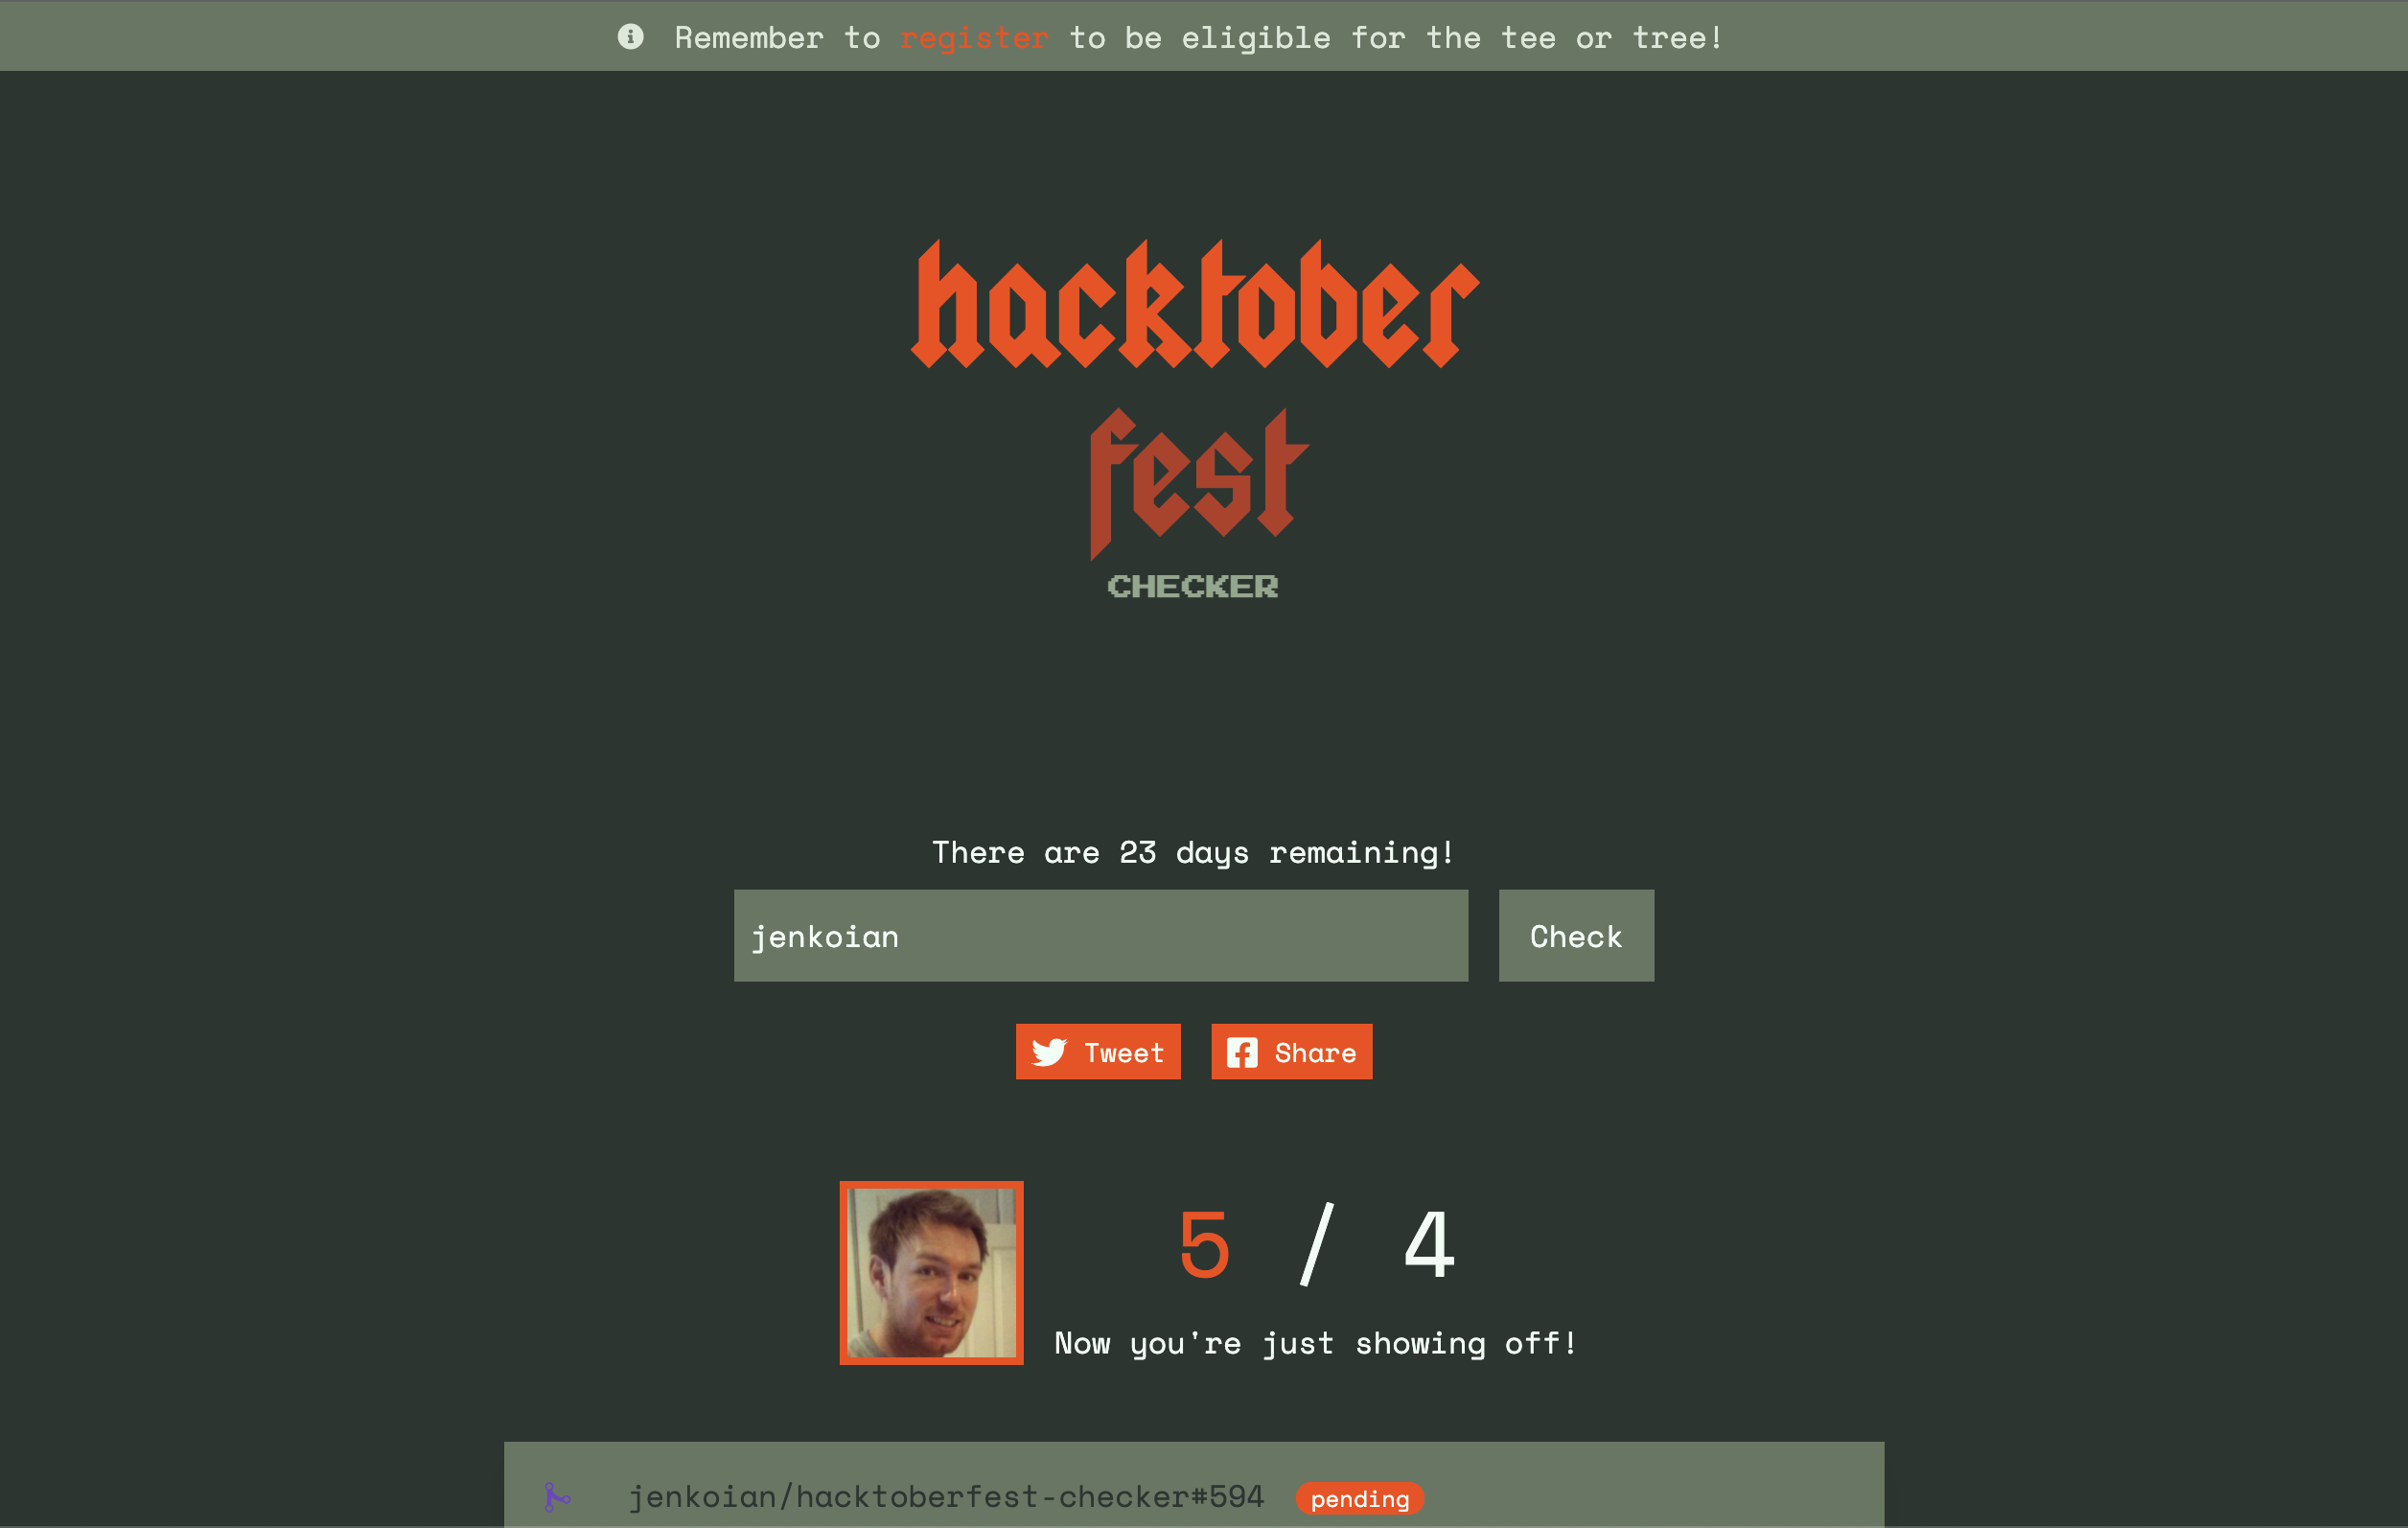 Remember to register to be eligible for the tee or tree!
hacktober
fest
CHECKER
There are 23 days remaining!
jenkoian
Check
Tweet
Share
5 / 4
Now you're just showing off!
jenkoian/hacktoberfest-checker#594 pending